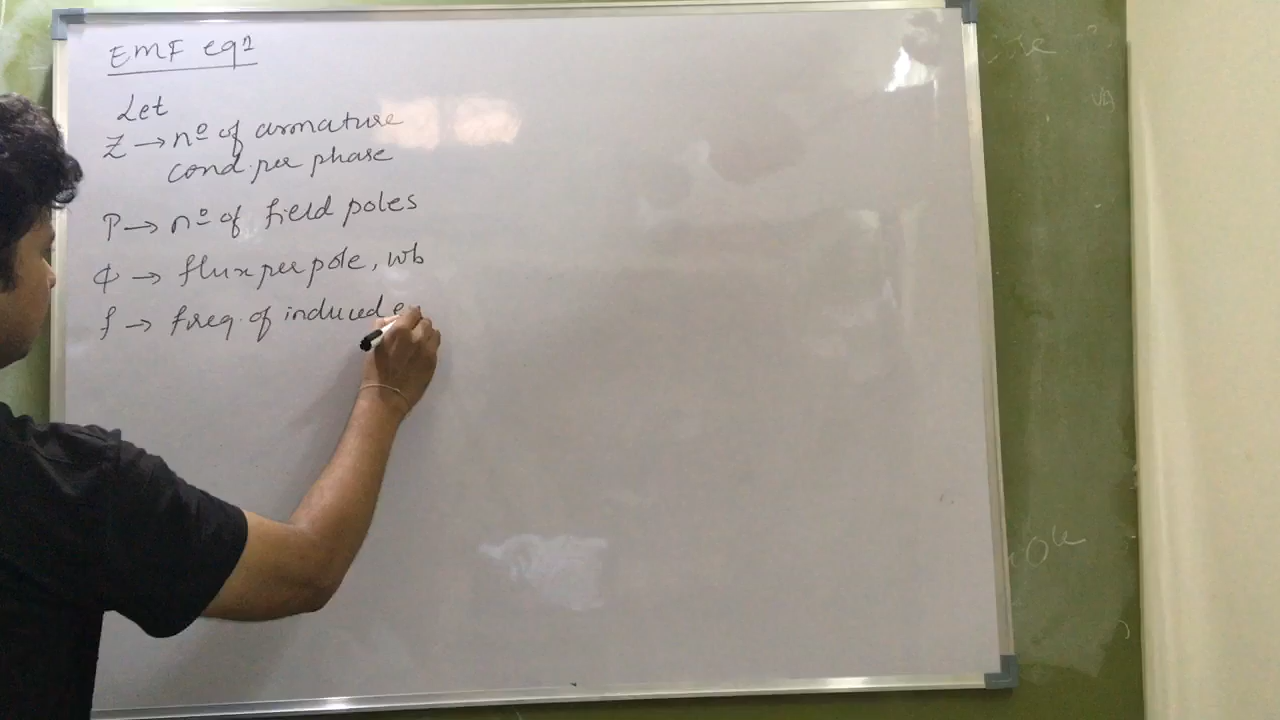 EMF eqn
Let
Z → nº of armature
cond. per phase
P → nº of field poles
φ → flux per pole, wb
f → freq. of induced e